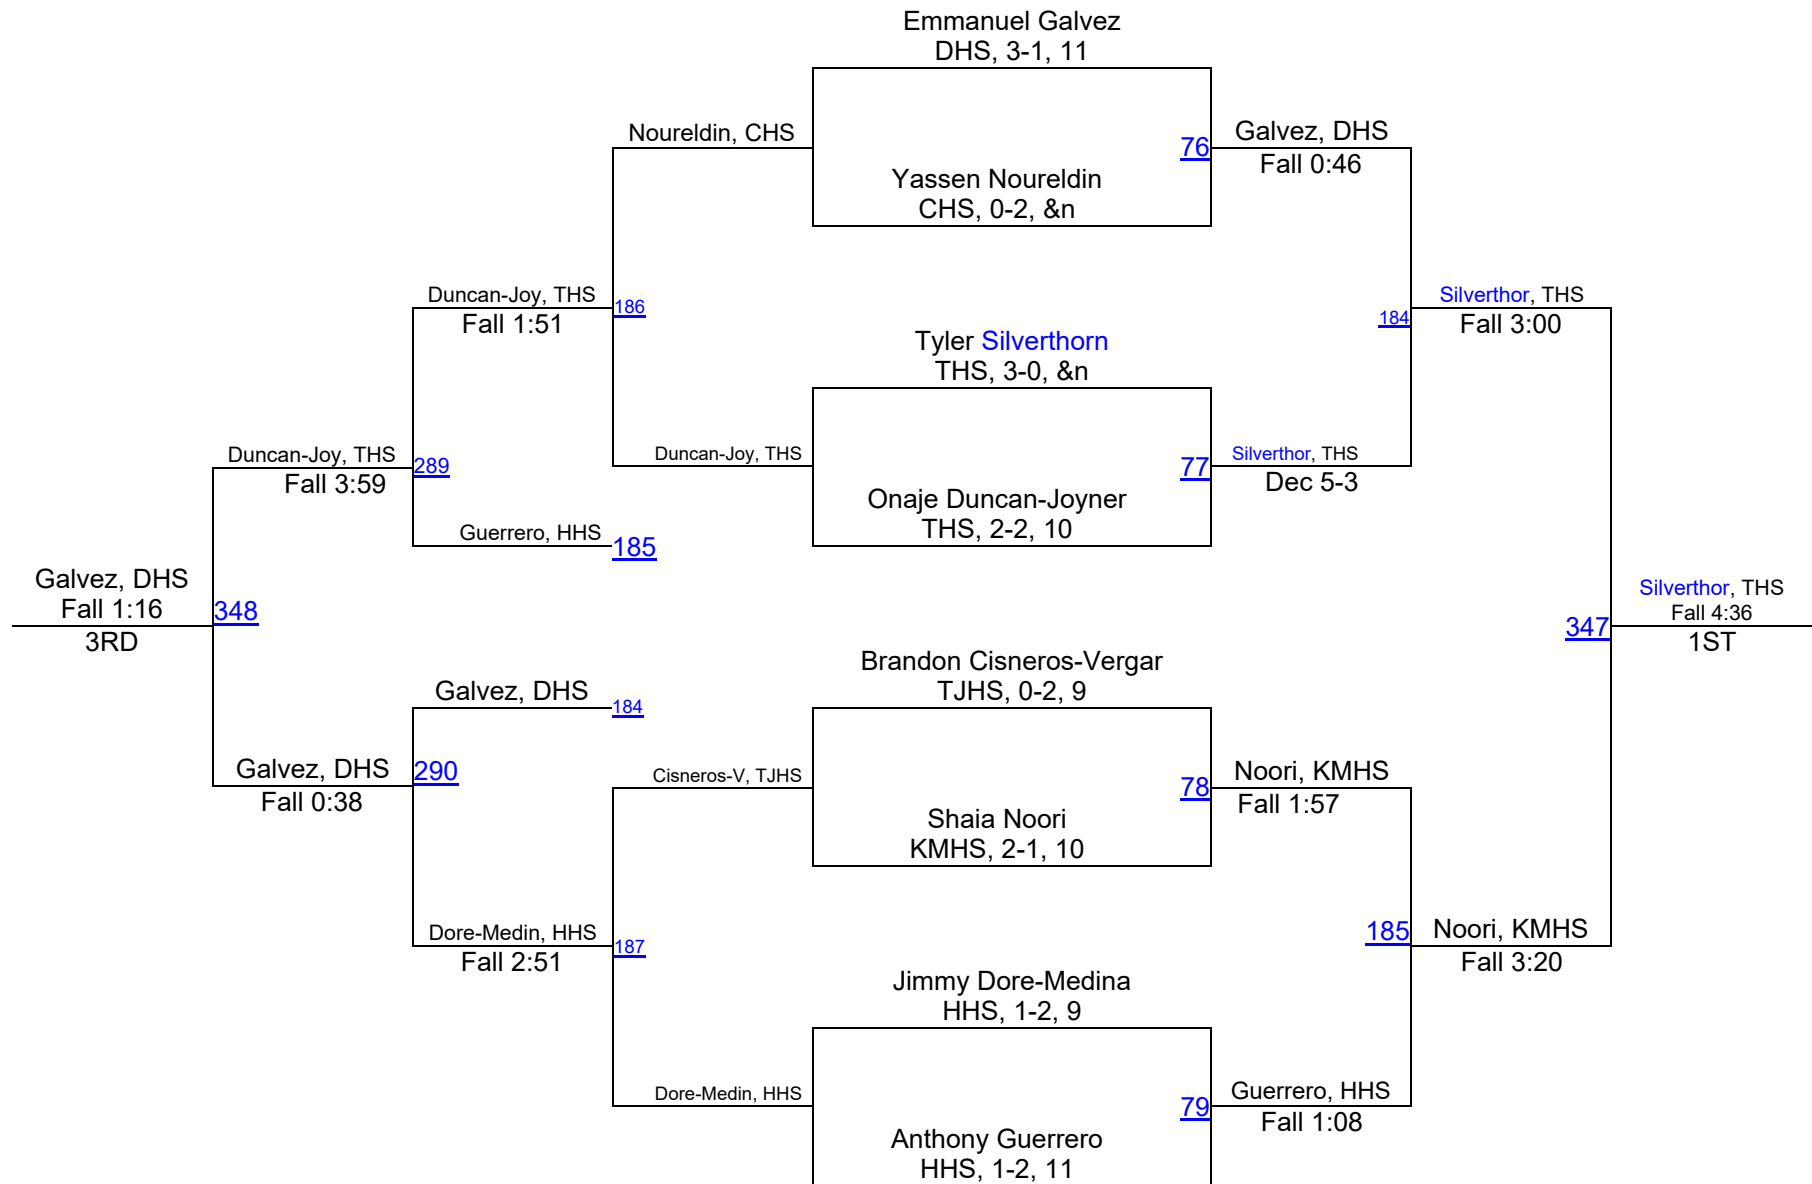 Emmanuel Galvez
DHS, 3-1, 11
Noureldin, CHS
76
Galvez, DHS
Fall 0:46
Yassen Noureldin
CHS, 0-2, &n
Duncan-Joy, THS
Fall 1:51
186
184
Silverthor, THS
Fall 3:00
Tyler Silverthorn
THS, 3-0, &n
Duncan-Joy, THS
Fall 3:59
289
Duncan-Joy, THS
77
Silverthor, THS
Dec 5-3
Onaje Duncan-Joyner
THS, 2-2, 10
Guerrero, HHS
185
Galvez, DHS
Fall 1:16
3RD
348
347
Silverthor, THS
Fall 4:36
1ST
Brandon Cisneros-Vergar
TJHS, 0-2, 9
Galvez, DHS
184
Galvez, DHS
Fall 0:38
290
Cisneros-V, TJHS
78
Noori, KMHS
Fall 1:57
Shaia Noori
KMHS, 2-1, 10
Dore-Medin, HHS
Fall 2:51
187
185
Noori, KMHS
Fall 3:20
Jimmy Dore-Medina
HHS, 1-2, 9
Dore-Medin, HHS
79
Guerrero, HHS
Fall 1:08
Anthony Guerrero
HHS, 1-2, 11